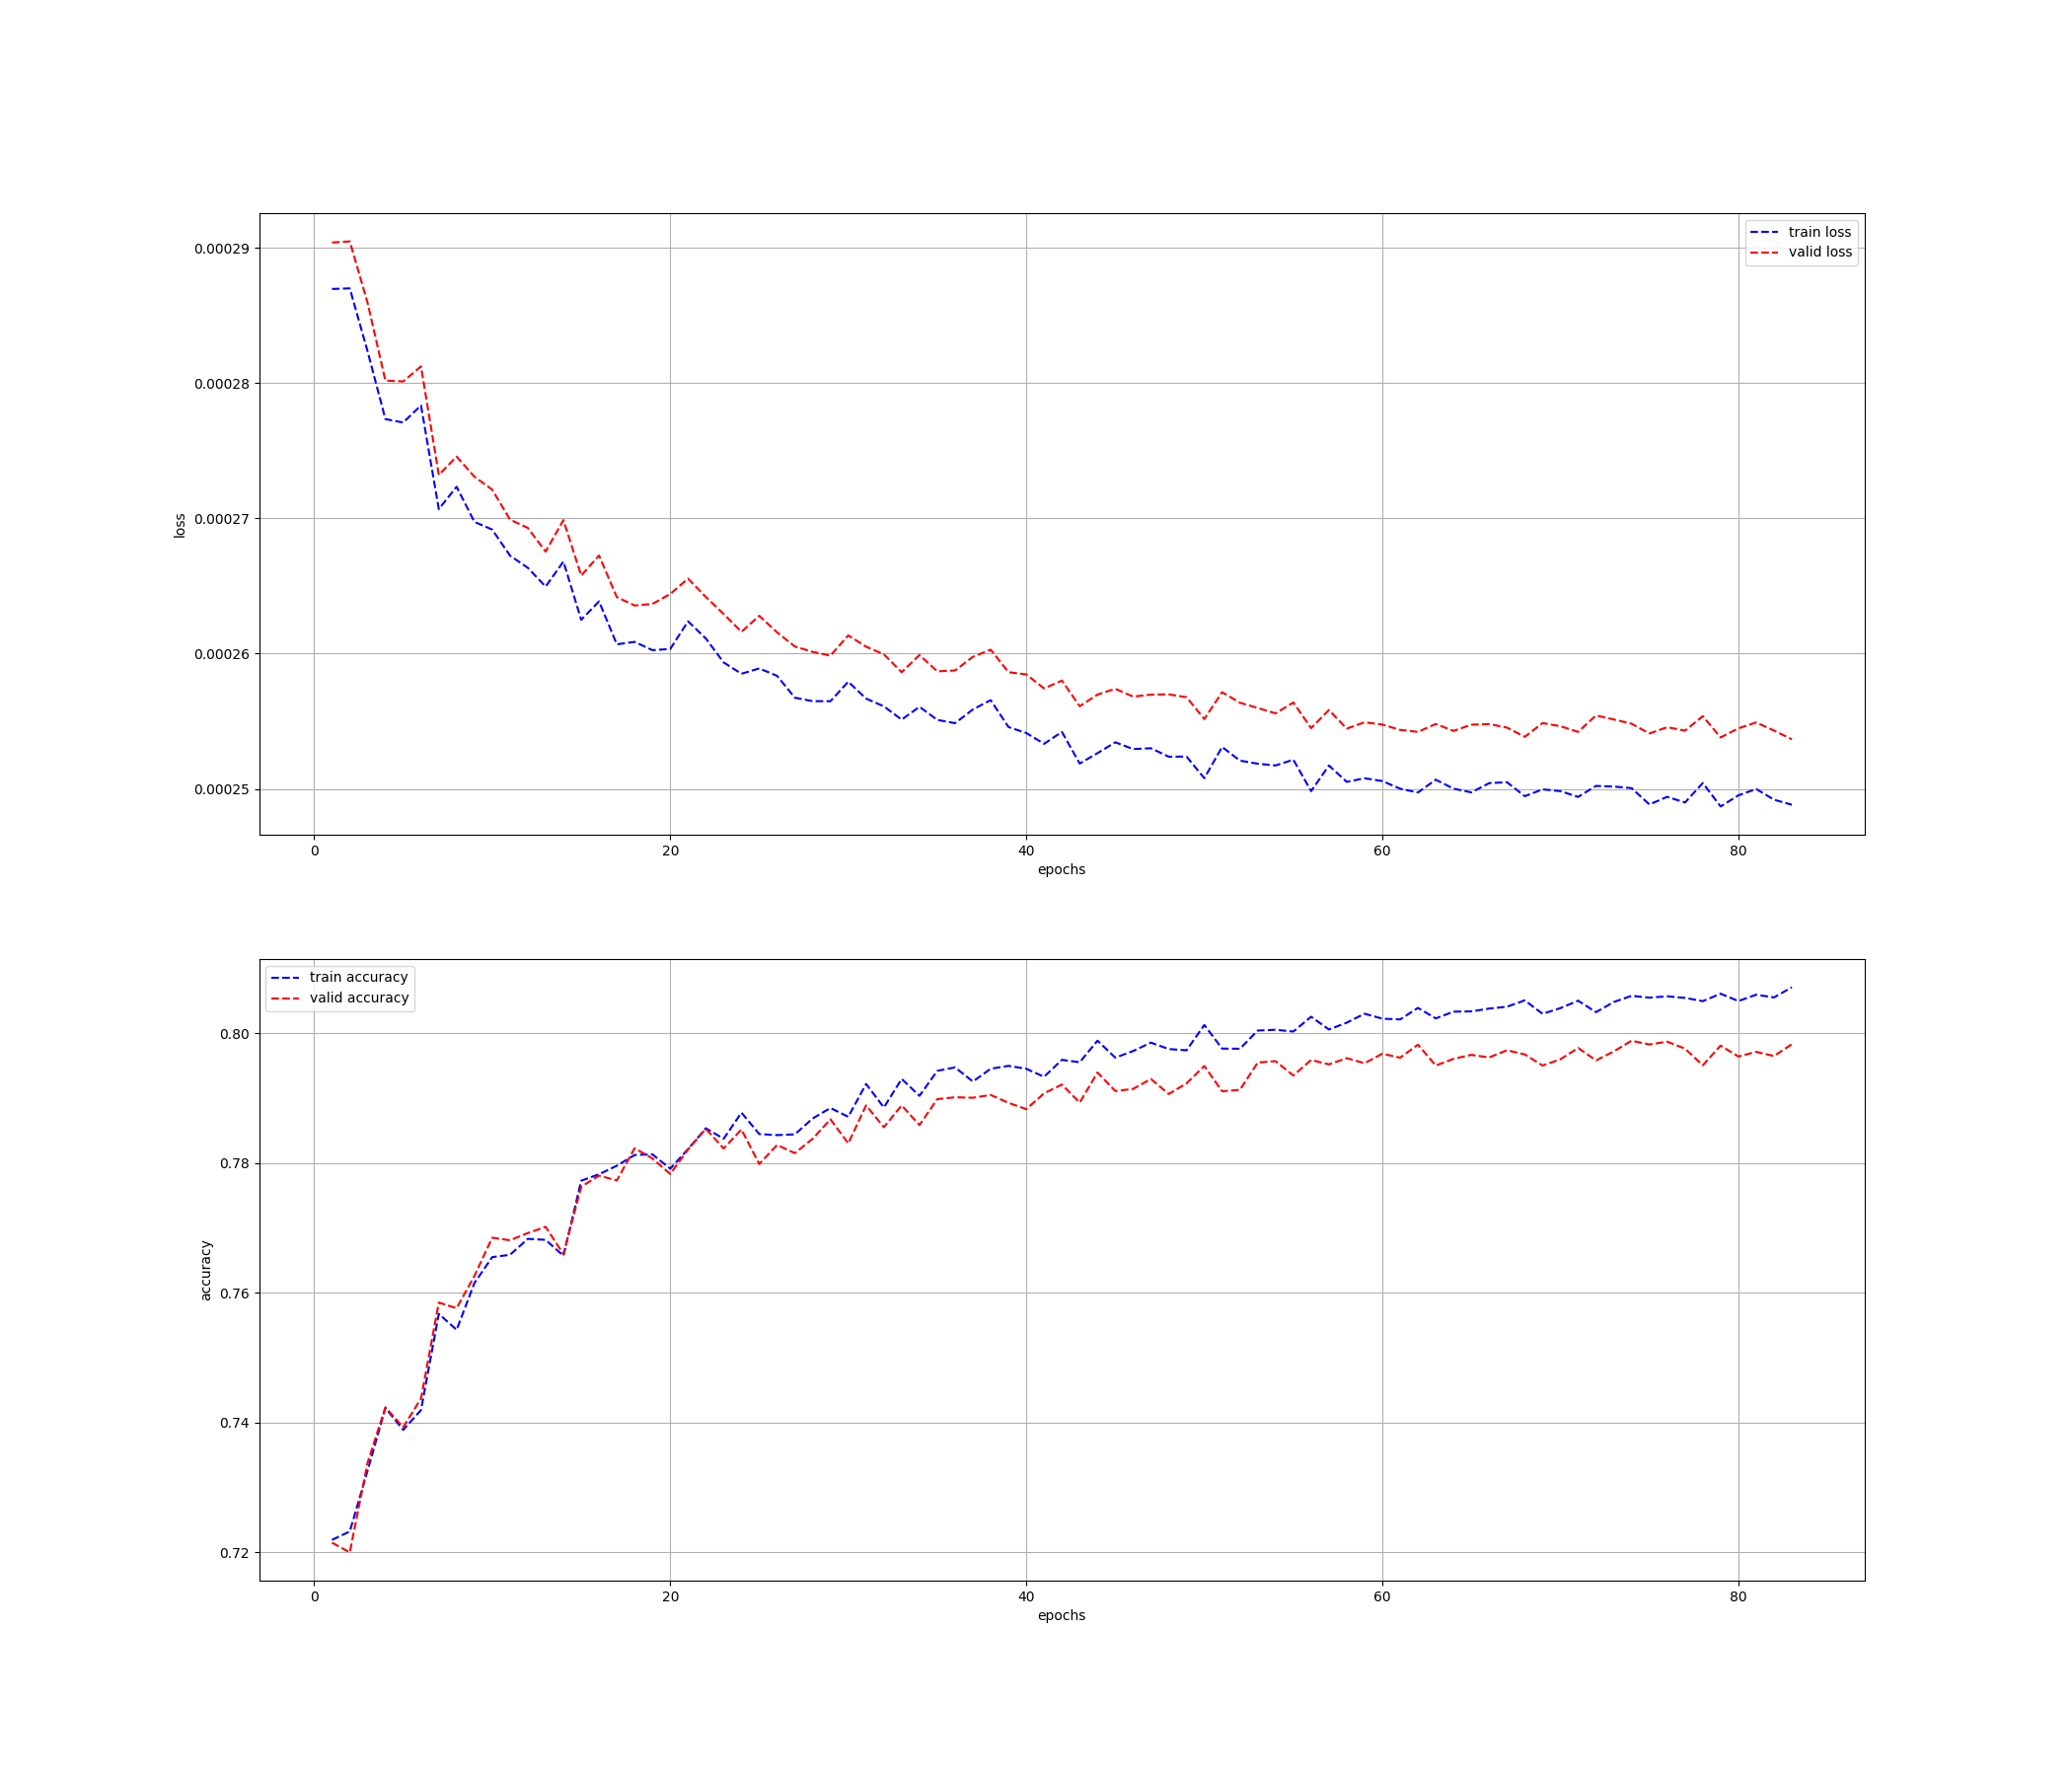 train loss
valid loss
0.00029
0.00028
0.00027
0.00026
0.00025
loss
0 20 40 60 80
epochs
train accuracy
valid accuracy
0.80
0.78
0.76
0.74
0.72
accuracy
0 20 40 60 80
epochs